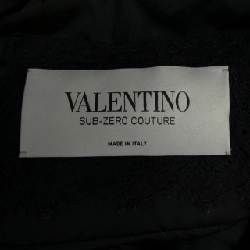 VALENTINO
SUB-ZERO COUTURE
MADE IN ITALY